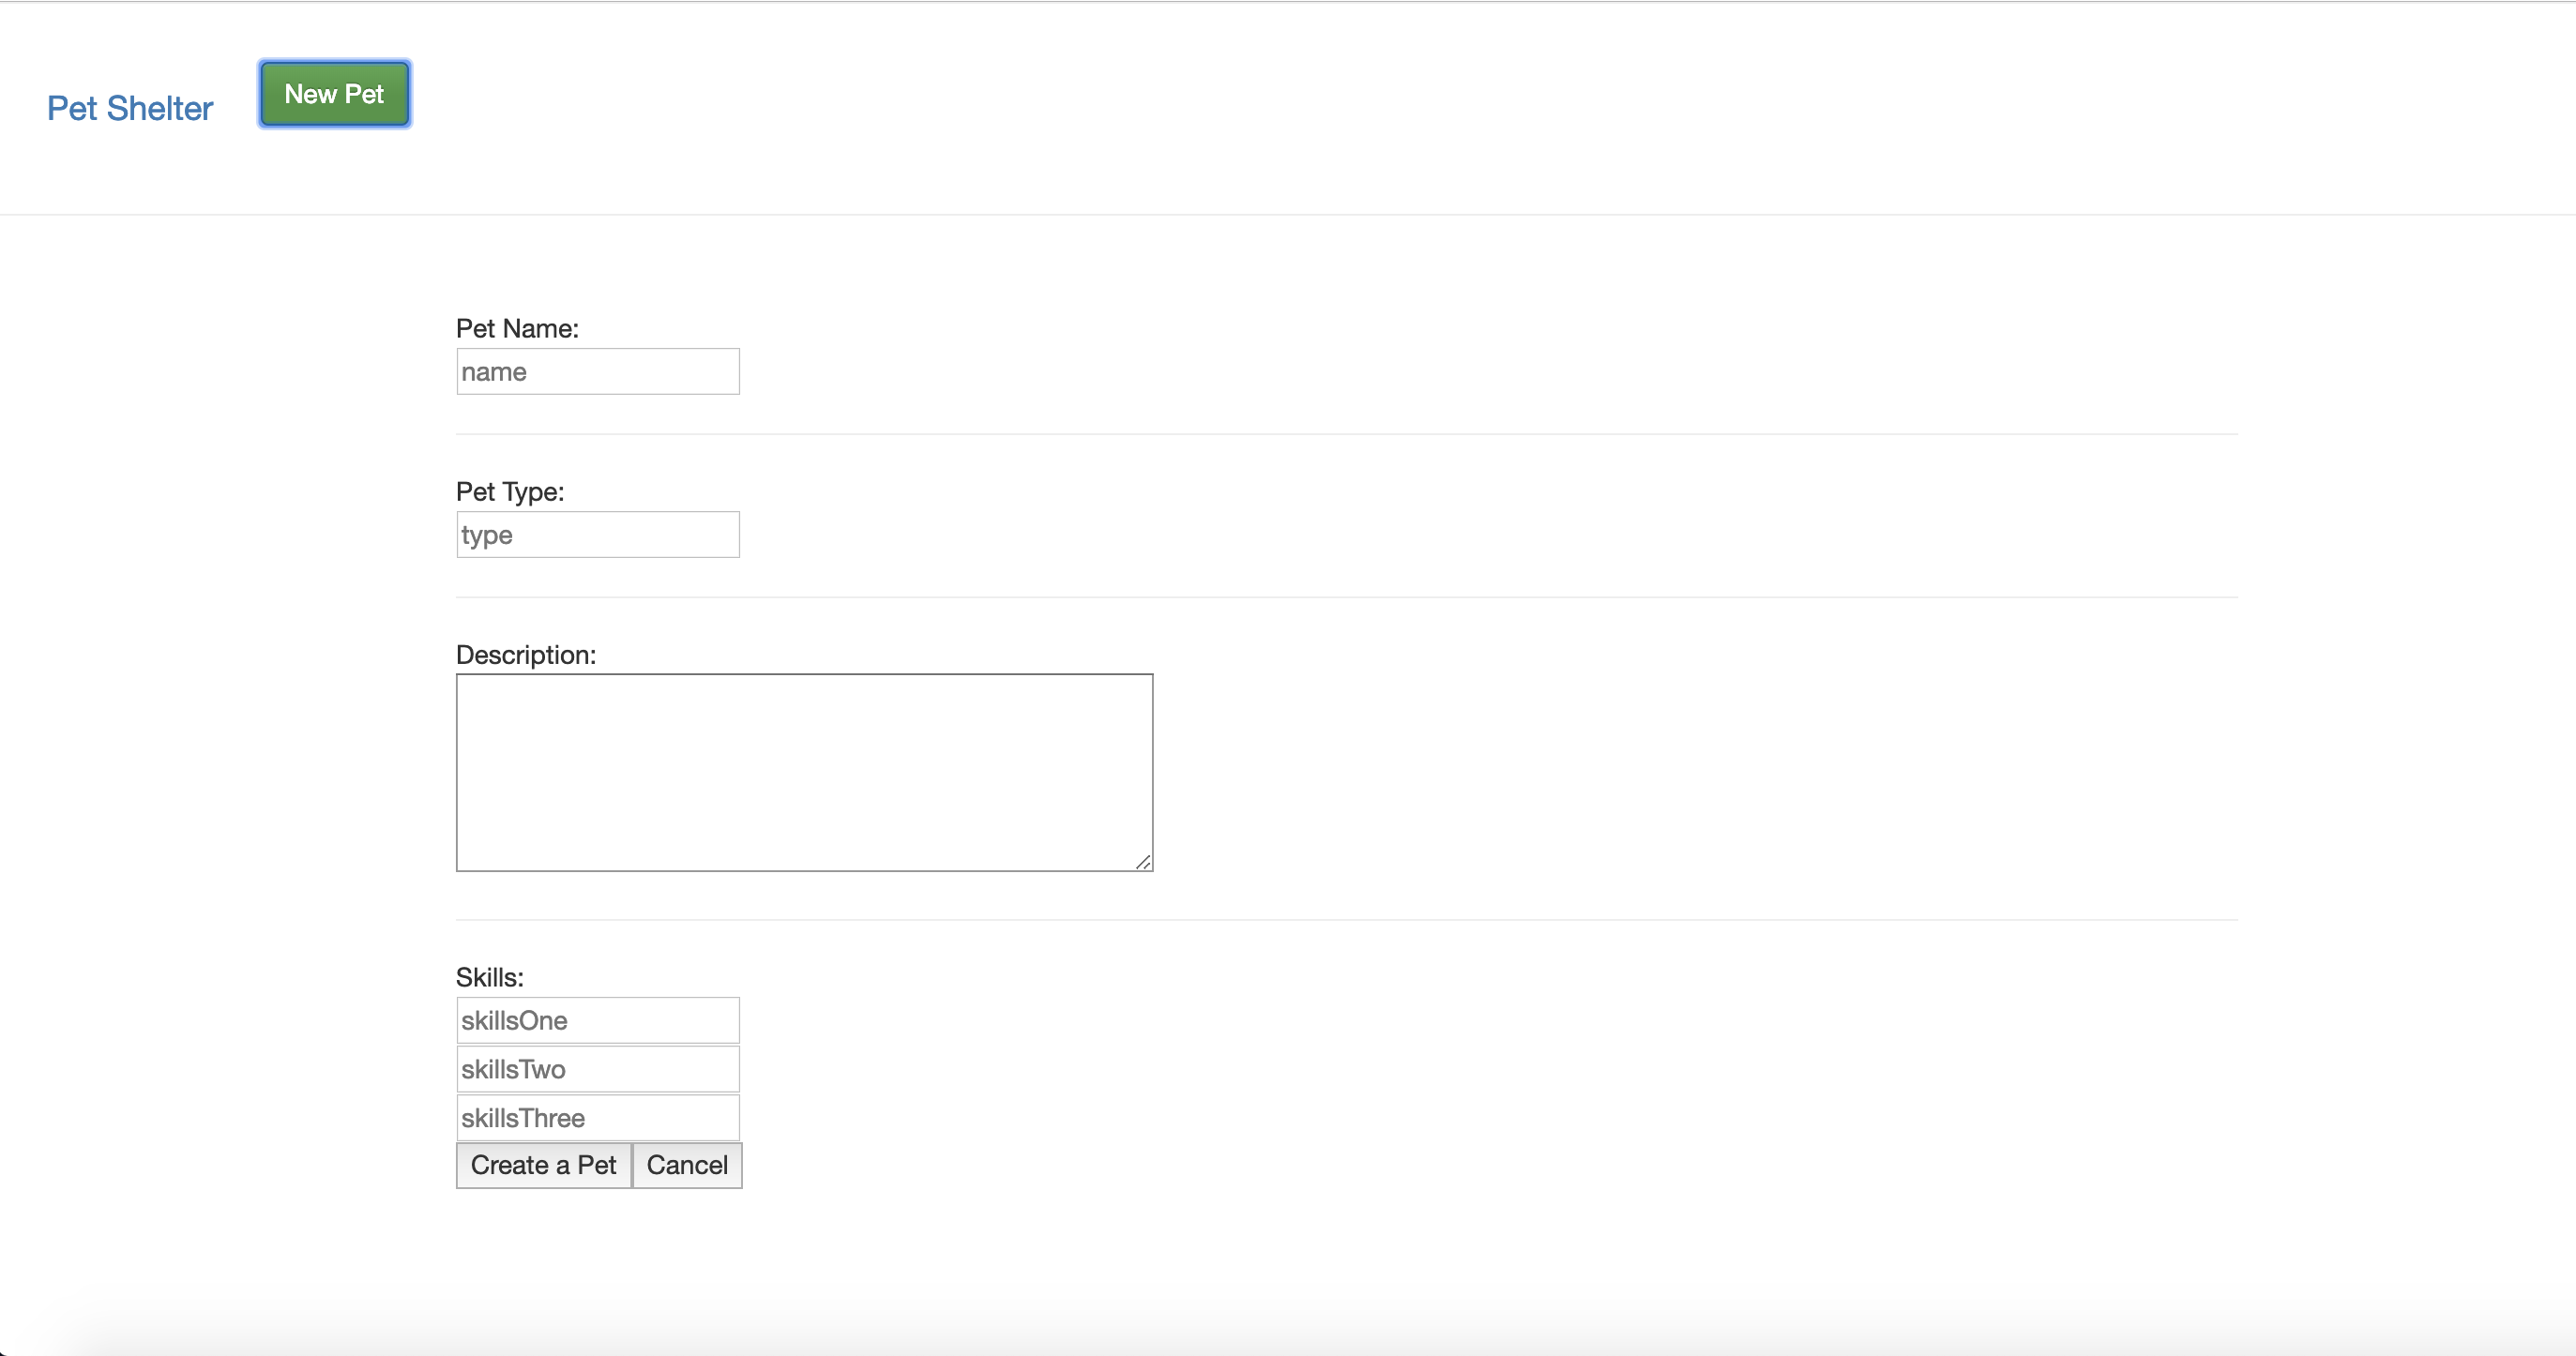 Pet Shelter
New Pet
Pet Name:
name
Pet Type:
type
Description:
Skills:
skillsOne
skillsTwo
skillsThree
Create a Pet
Cancel